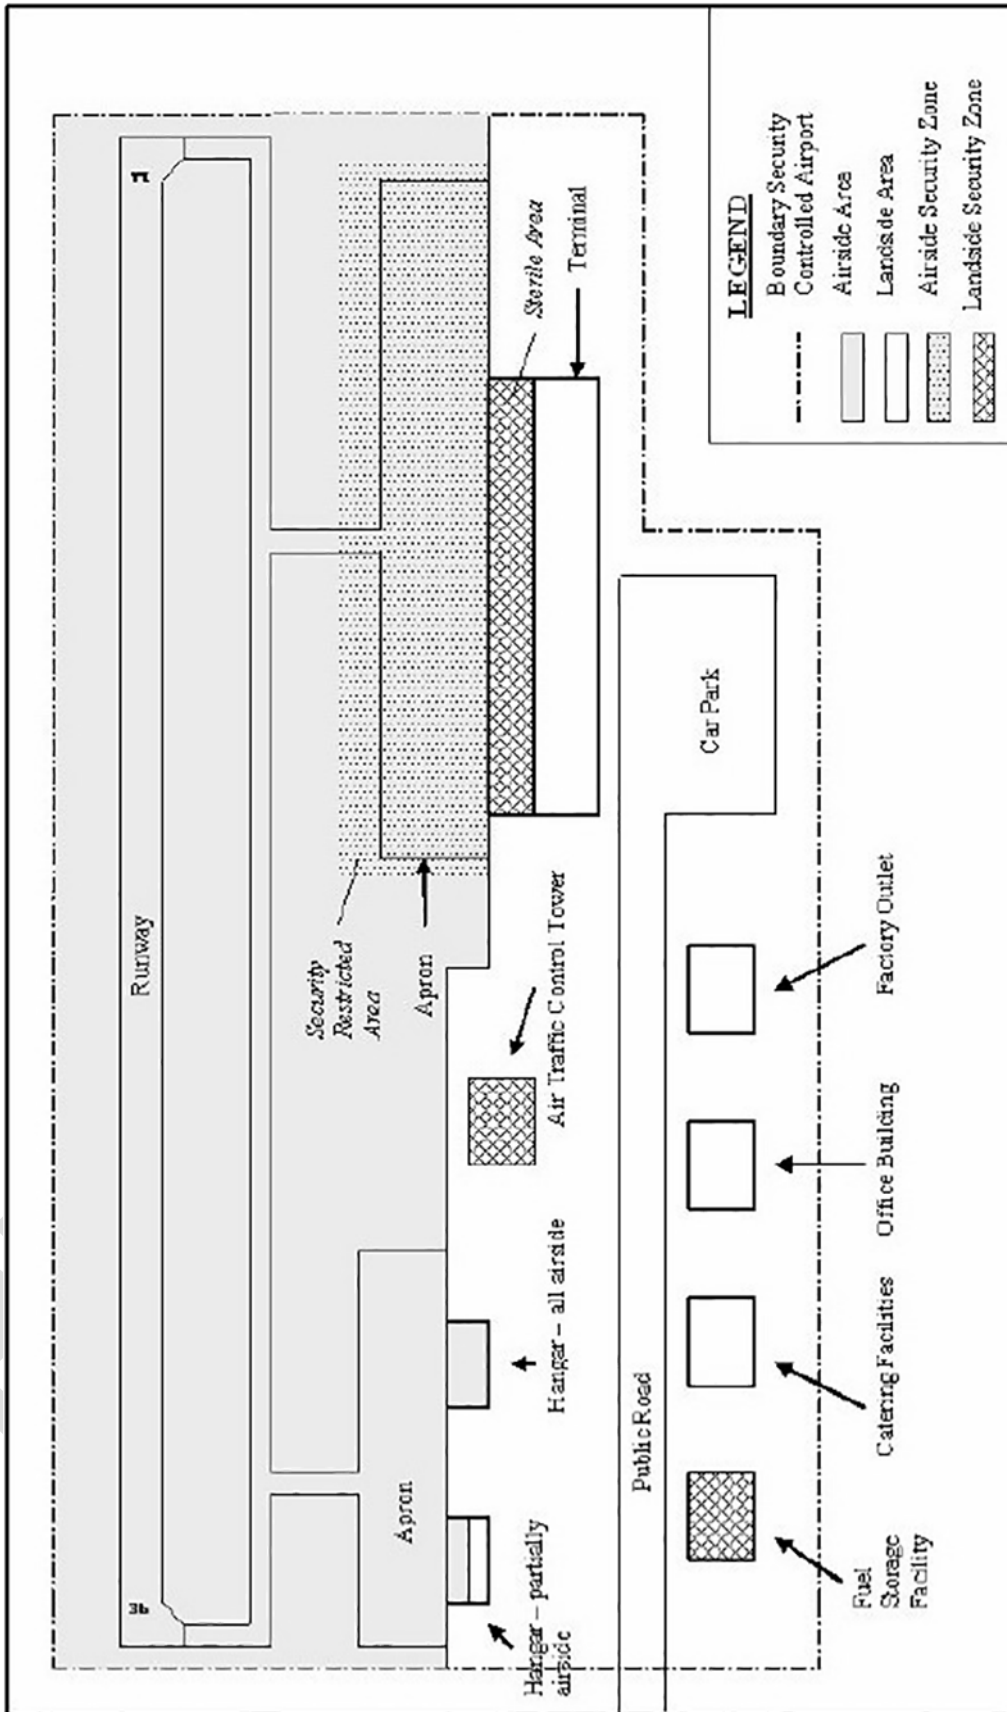 Runway
36
Security
Restricted
Area
Apron
Sterile Area
Terminal
Air Traffic Control Tower
Apron
Hangar – all airside
Hangar – partially
airside
Public Road
Car Park
Fuel
Storage
Facility
Catering Facilities
Office Building
Factory Outlet
LEGEND
Boundary Security
Controlled Airport
Airside Area
Landside Area
Airside Security Zone
Landside Security Zone